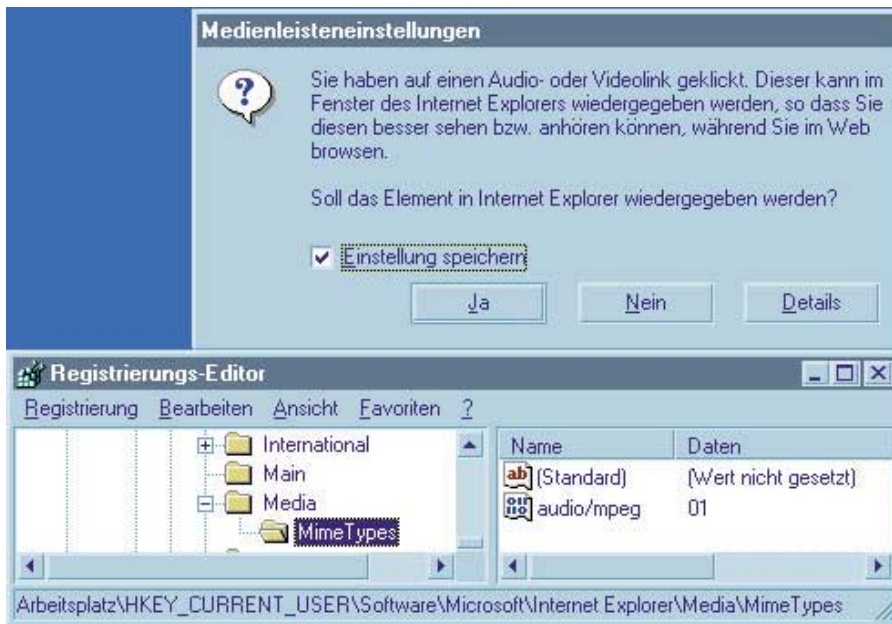 Medienleisteneinstellungen
Sie haben auf einen Audio- oder Videolink geklickt. Dieser kann im
Fenster des Internet Explorers wiedergegeben werden, so dass Sie
diesen besser sehen bzw. anhören können, während Sie im Web
browsen.
Soll das Element in Internet Explorer wiedergegeben werden?
Einstellung speichern
Ja Nein Details
Registrierungs-Editor
Registrierung Bearbeiten Ansicht Favoriten ?
International
Main
Media
MimeTypes
Name Daten
(Standard) (Wert nicht gesetzt)
audio/mpeg 01
Arbeitsplatz\HKEY_CURRENT_USER\Software\Microsoft\Internet Explorer\Media\MimeTypes